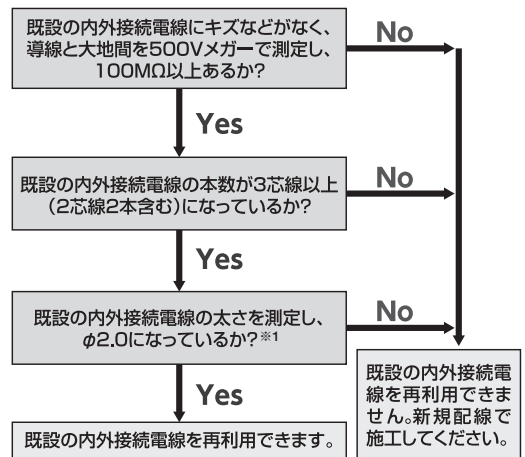 既設の内外接続電線にキズなどがなく、
導線と大地間を500Vメガーで測定し、
100MΩ以上あるか?
No
Yes
既設の内外接続電線の本数が3芯線以上
(2芯線2本含む)になっているか?
No
Yes
既設の内外接続電線の太さを測定し、
φ2.0になっているか?※1
No
Yes
既設の内外接続電線を再利用できます。
既設の内外接続電
線を再利用できま
せん。新規配線で
施工してください。